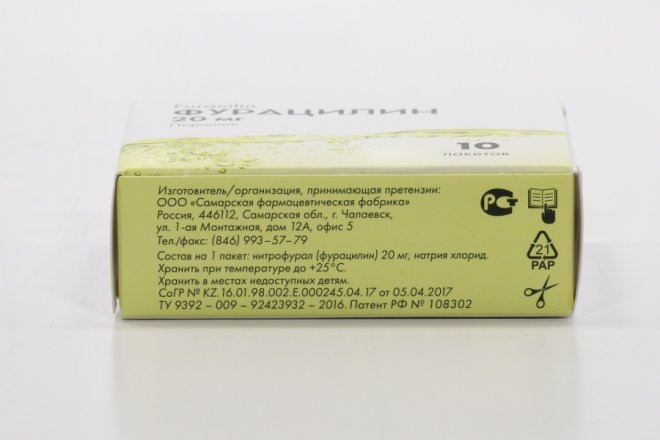 Furacilin
ФУРАЦИЛИН
20 мг
Порошок
10
пакетов
Изготовитель/организация, принимающая претензии:
ООО «Самарская фармацевтическая фабрика»
Россия, 446112, Самарская обл., г. Чапаевск,
ул. 1-ая Монтажная, дом 12А, офис 5
Тел./факс: (846) 993-57-79
Состав на 1 пакет: нитрофурал (фурацилин) 20 мг, натрия хлорид.
Хранить при температуре до +25°С.
Хранить в местах недоступных детям.
СоГР № KZ.16.01.98.002.Е.000245.04.17 от 05.04.2017
ТУ 9392 – 009 – 92423932 – 2016. Патент РФ № 108302
РСТ
21
PAP